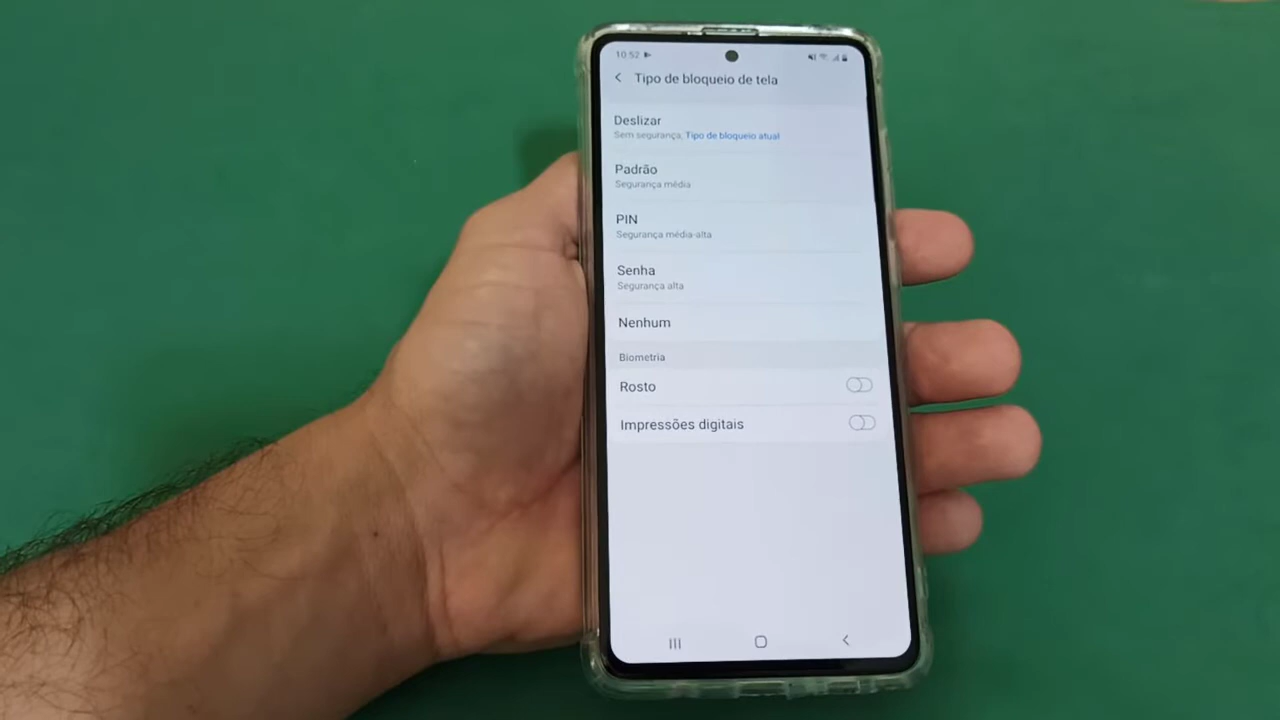 10:52
Tipo de bloqueio de tela
Deslizar
Sem segurança, Tipo de bloqueio atual
Padrão
Segurança média
PIN
Segurança média-alta
Senha
Segurança alta
Nenhum
Biometria
Rosto
Impressões digitais